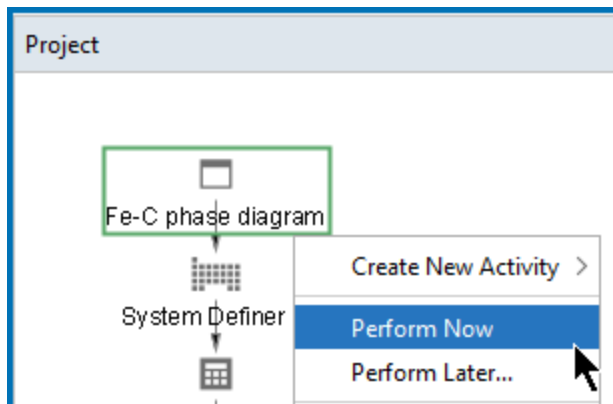 Project
Fe-C phase diagram
System Definer
Create New Activity
Perform Now
Perform Later...